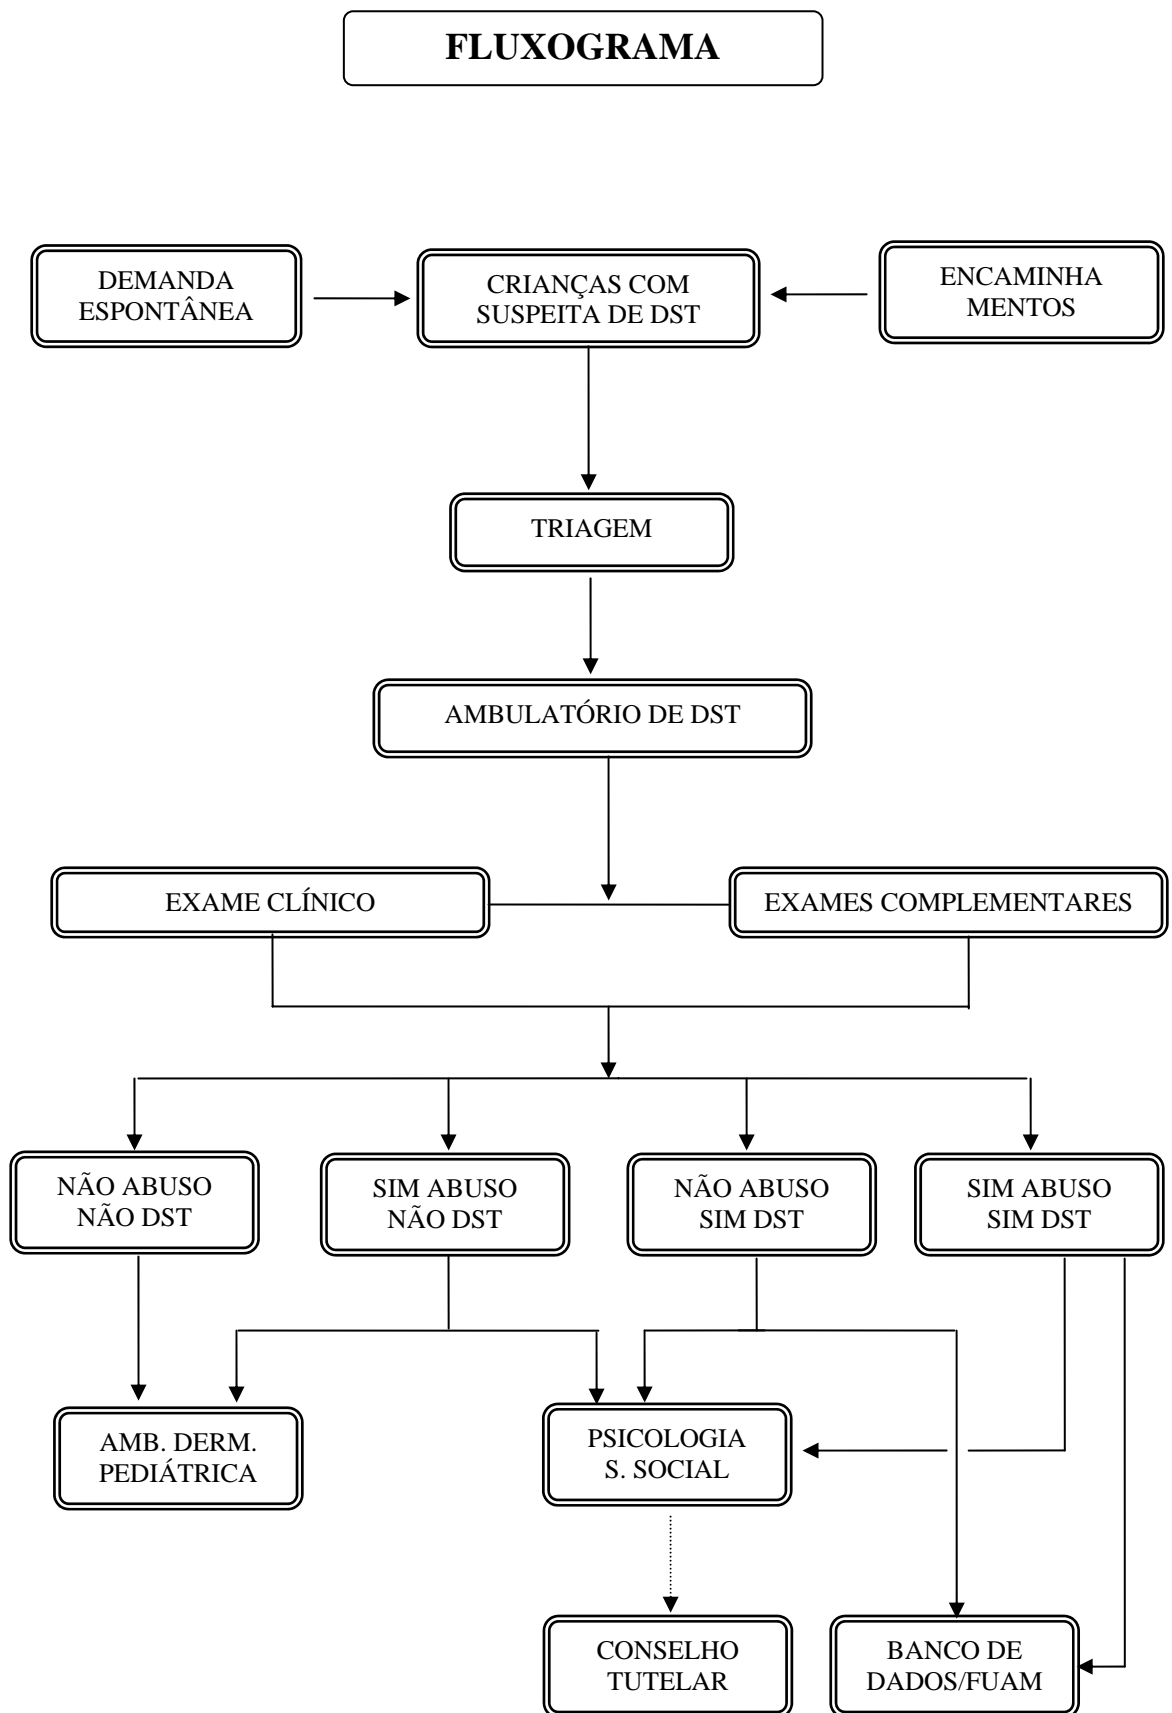 FLUXOGRAMA
DEMANDA
ESPONTÂNEA
CRIANÇAS COM
SUSPEITA DE DST
ENCAMINHA
MENTOS
TRIAGEM
AMBULATÓRIO DE DST
EXAME CLÍNICO
EXAMES COMPLEMENTARES
NÃO ABUSO
NÃO DST
SIM ABUSO
NÃO DST
NÃO ABUSO
SIM DST
SIM ABUSO
SIM DST
AMB. DERM.
PEDIÁTRICA
PSICOLOGIA
S. SOCIAL
CONSELHO
TUTELAR
BANCO DE
DADOS/FUAM